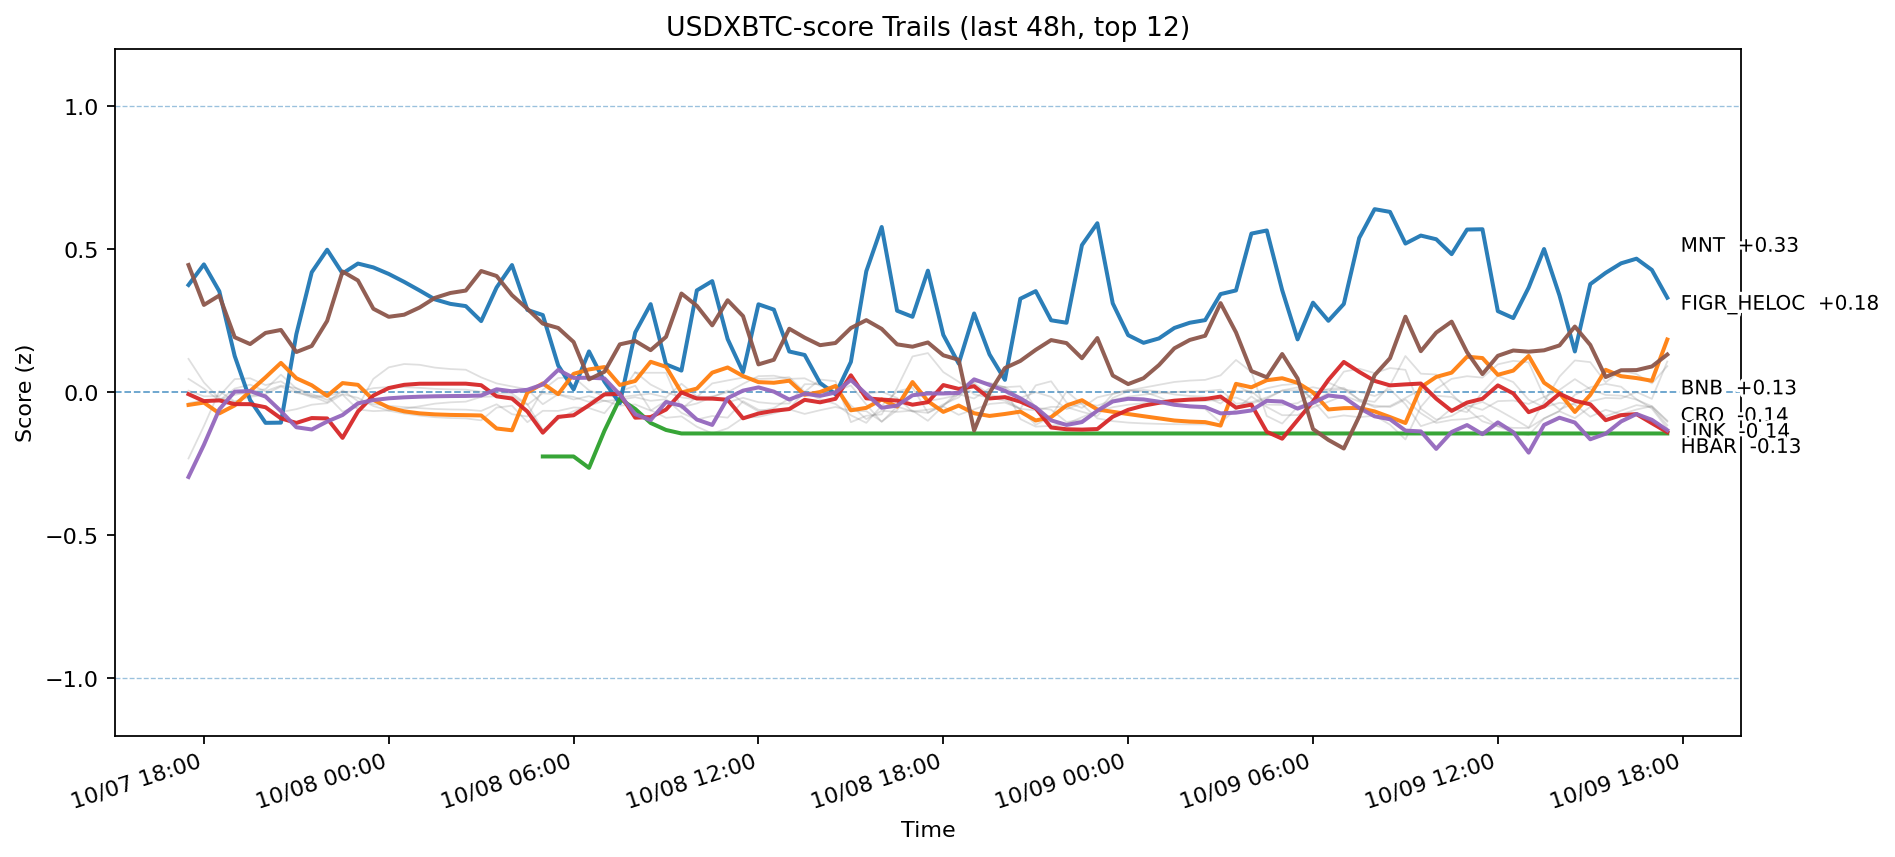 USDXBTC-score Trails (last 48h, top 12)
Score (z)
1.0
0.5
0.0
−0.5
−1.0
MNT +0.33
FIGR_HELOC +0.18
BNB +0.13
CRO -0.14
LINK -0.14
HBAR -0.13
10/07 18:00
10/08 00:00
10/08 06:00
10/08 12:00
10/08 18:00
10/09 00:00
10/09 06:00
10/09 12:00
10/09 18:00
Time